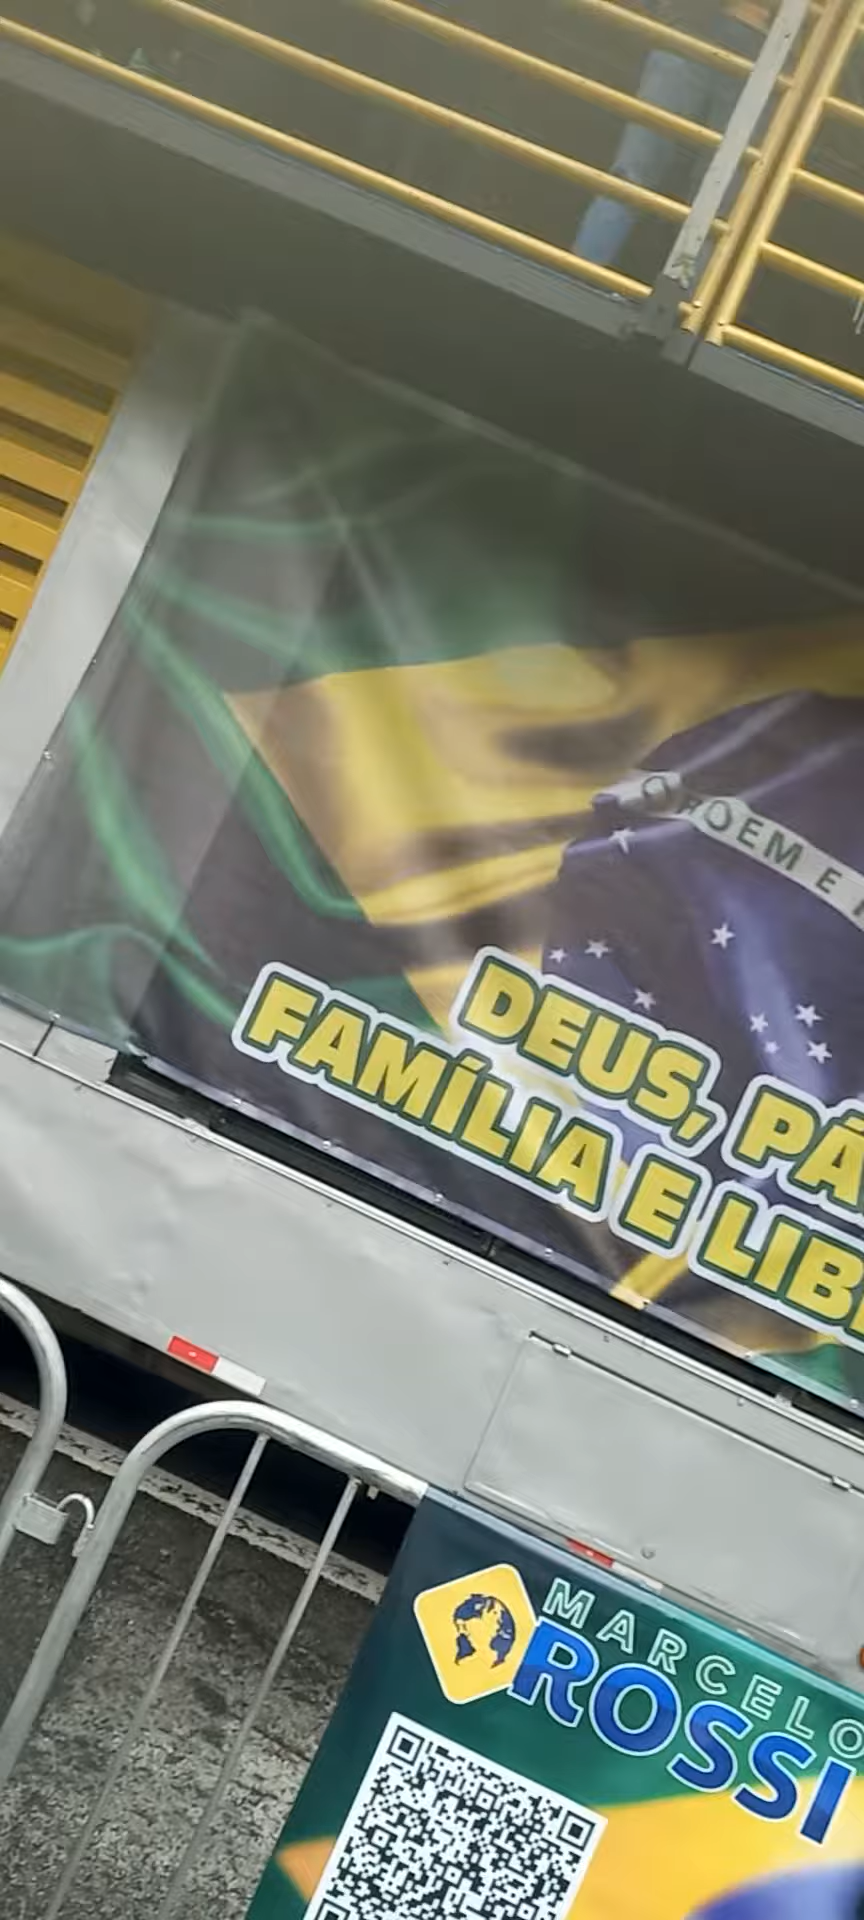 ORDEM E
DEUS, PÁ
FAMÍLIA E LIB
MARCELO
ROSSI